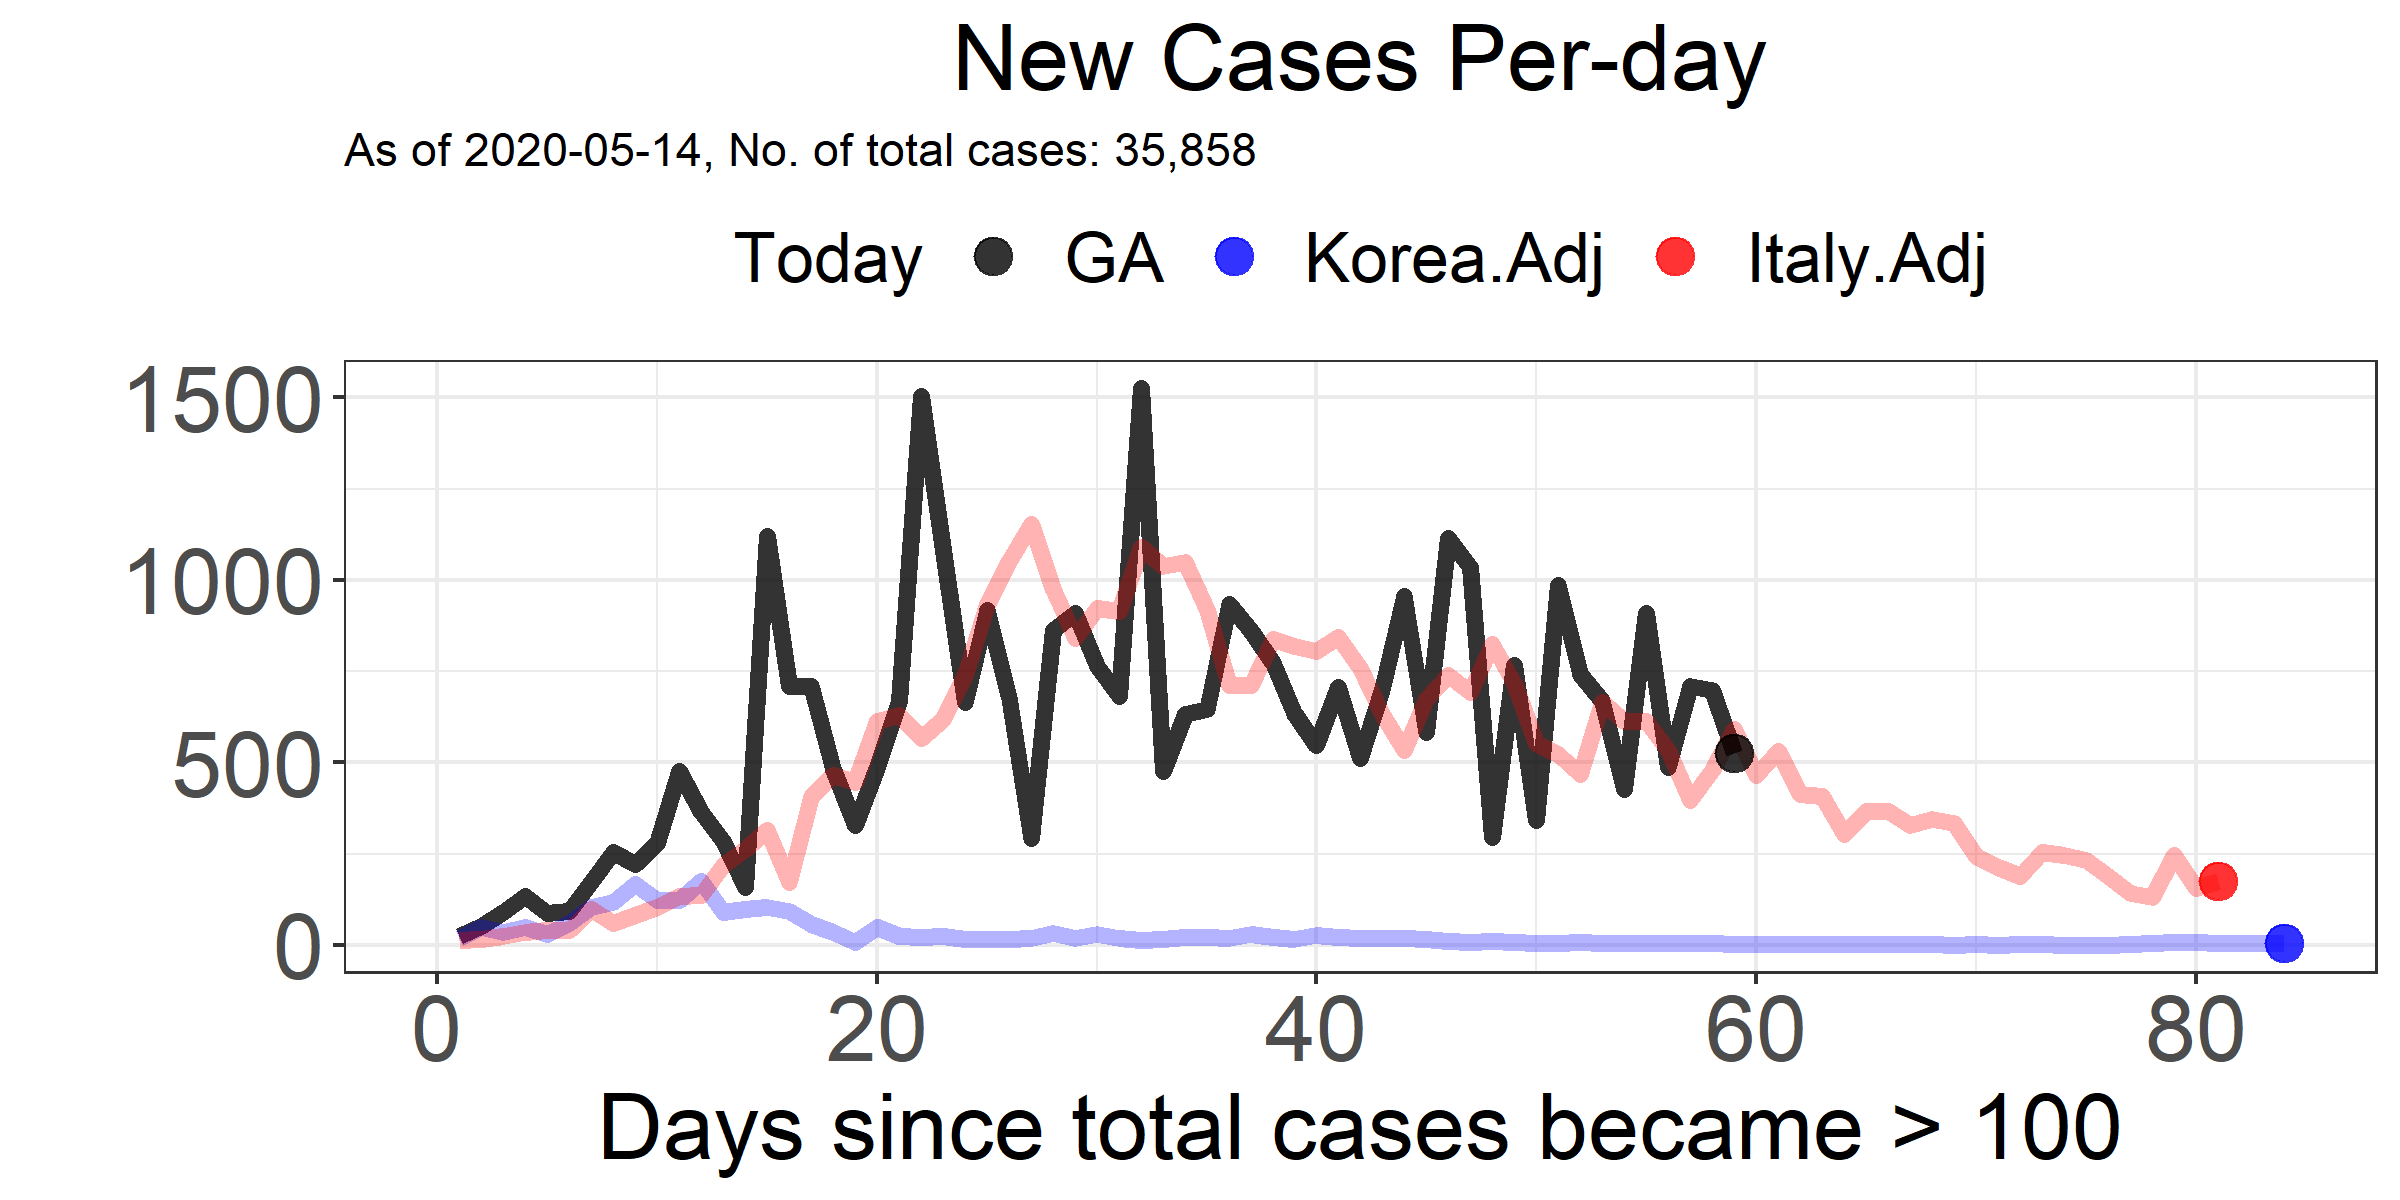 New Cases Per-day
As of 2020-05-14, No. of total cases: 35,858
Today GA Korea.Adj Italy.Adj
1500
1000
500
0
0 20 40 60 80
Days since total cases became > 100